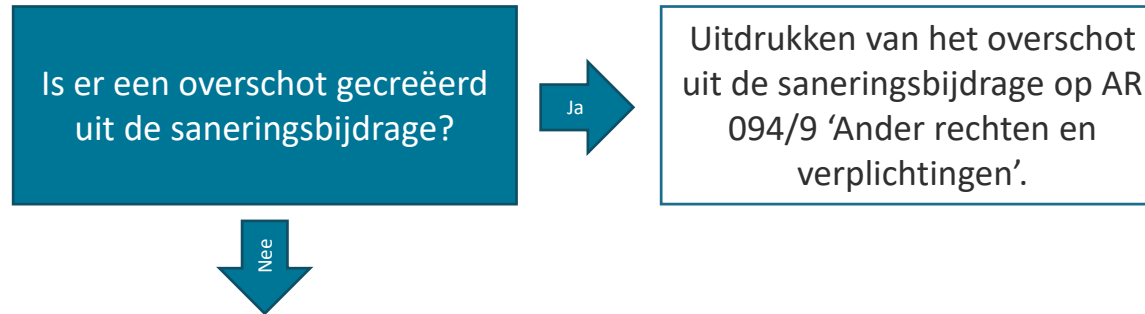 Is er een overschot gecreëerd
uit de saneringsbijdrage?
Ja
Uitdrukken van het overschot
uit de saneringsbijdrage op AR
094/9 ‘Ander rechten en
verplichtingen’.
Nee